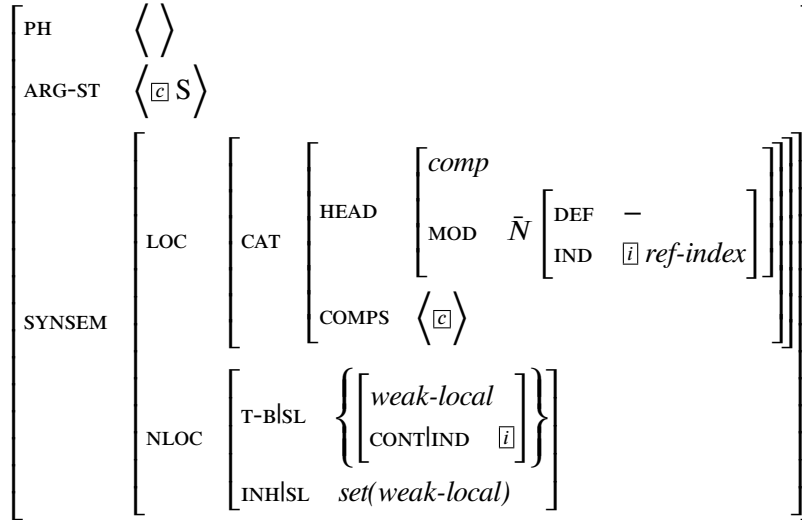 PH ⟨ ⟩
ARG-ST ⟨ c S ⟩
comp
HEAD
MOD N̄ DEF –
IND i ref-index
LOC CAT
COMPS ⟨ c ⟩
SYNSEM
weak-local
T-B|SL { CONT|IND i }
NLOC
INH|SL set(weak-local)